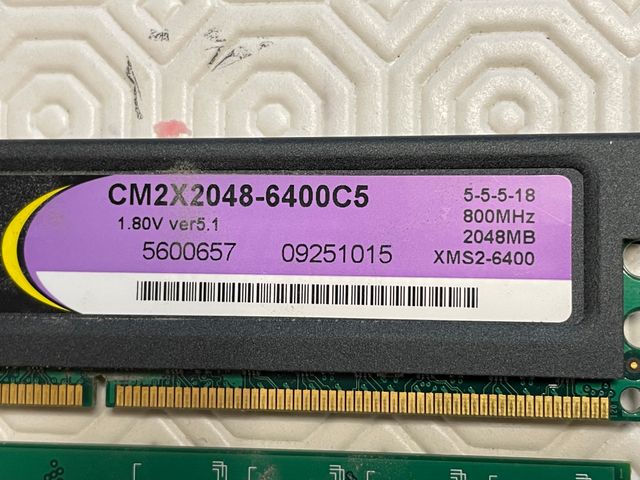 CM2X2048-6400C5
1.80V ver5.1
5600657 09251015
5-5-5-18
800MHz
2048MB
XMS2-6400